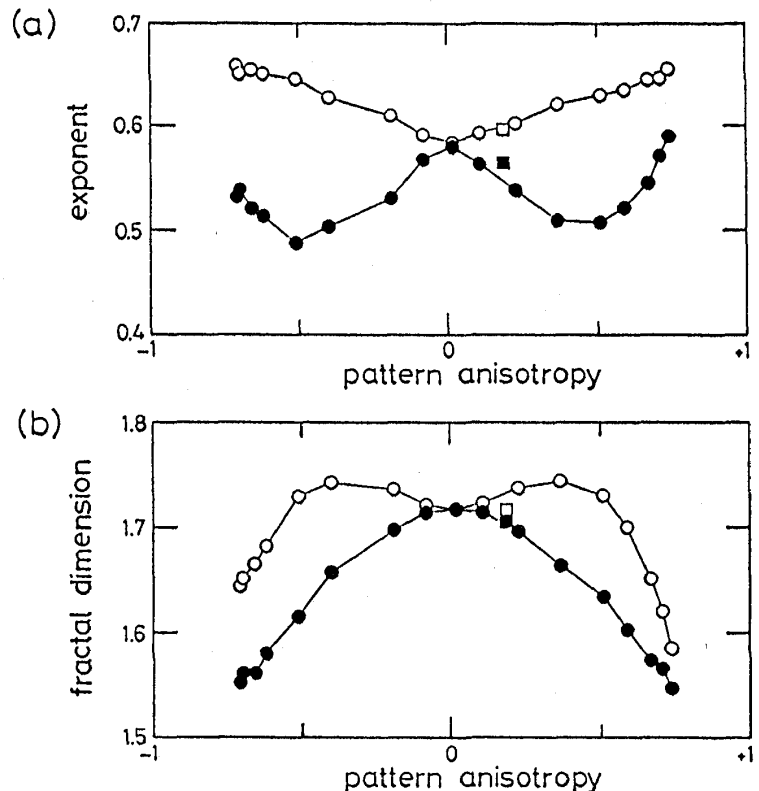 (a)
0.7
0.6
0.5
0.4
exponent
-1
0
+1
pattern anisotropy
(b)
1.8
1.7
1.6
1.5
fractal dimension
-1
0
+1
pattern anisotropy